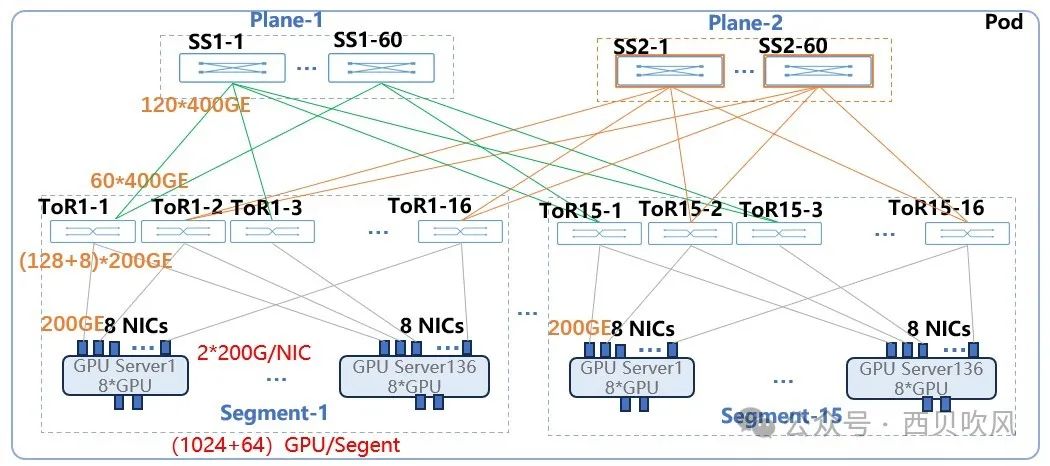 Plane-1
Plane-2
Pod
SS1-1
SS1-60
SS2-1
SS2-60
...
...
120*400GE
60*400GE
ToR1-1
ToR1-2
ToR1-3
ToR1-16
ToR15-1
ToR15-2
ToR15-3
ToR15-16
...
...
(128+8)*200GE
...
200GE
8 NICs
8 NICs
200GE
8 NICs
8 NICs
...
...
...
...
2*200G/NIC
GPU Server1
8*GPU
...
GPU Server136
8*GPU
GPU Server1
8*GPU
...
GPU Server136
8*GPU
Segment-1
Segment-15
公众号 · 西贝吹风
(1024+64) GPU/Segent